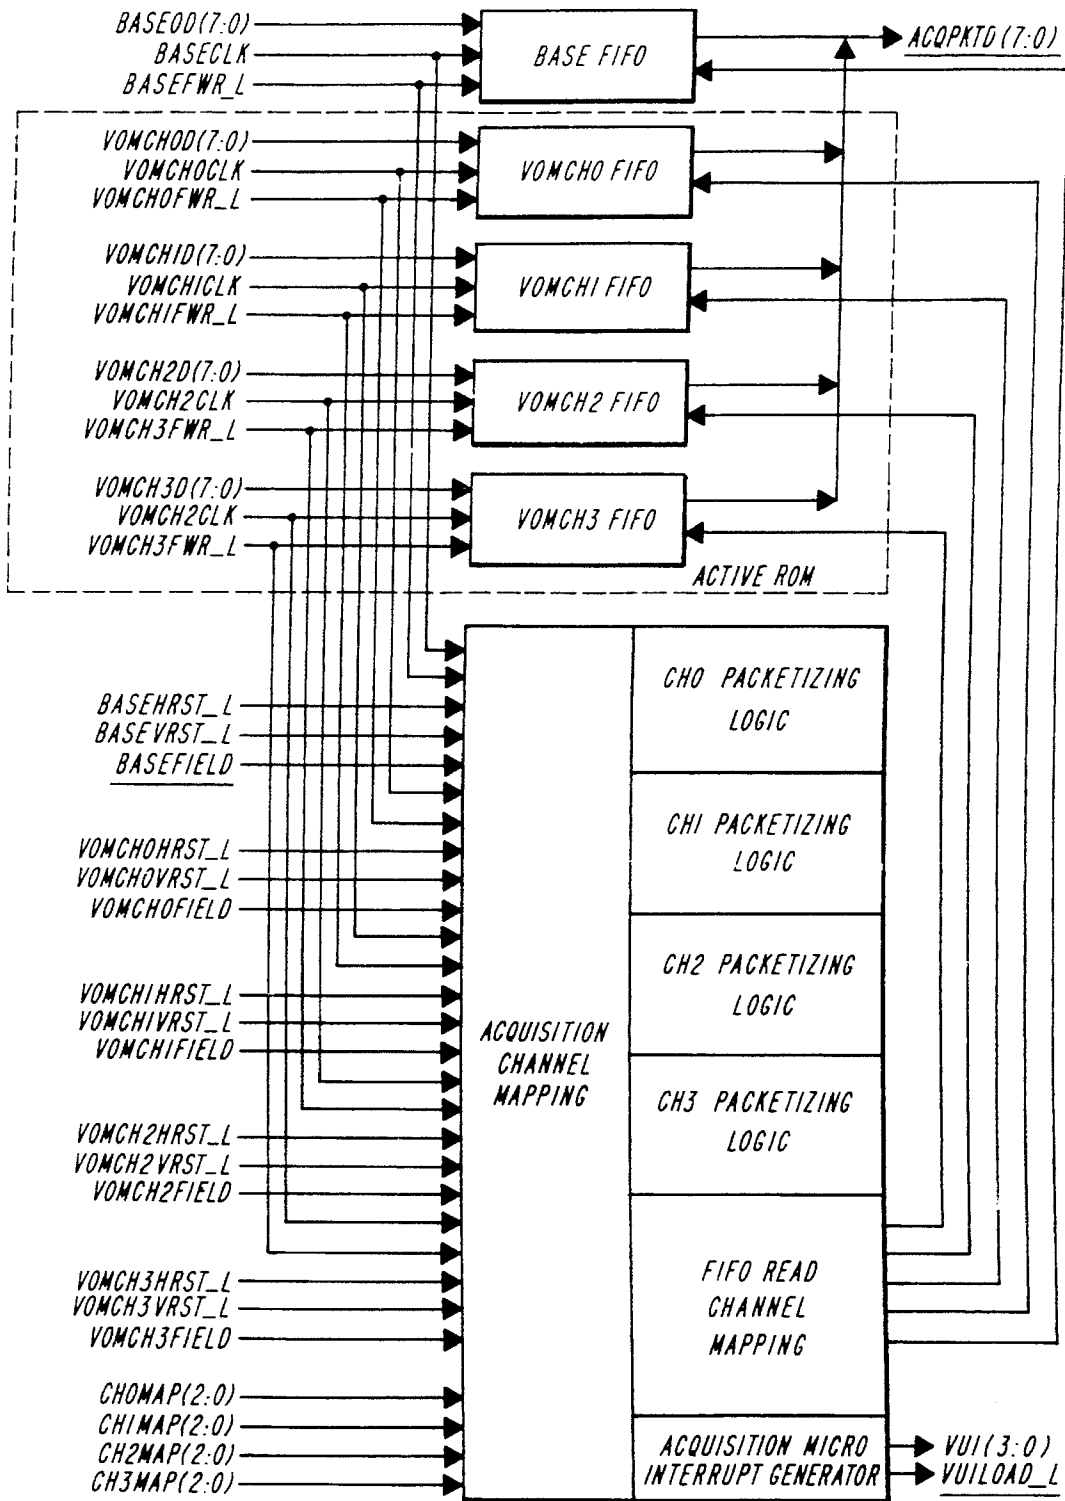 BASEOD(7:0)
BASECLK
BASEFWR_L
BASE FIFO
ACQPKTD(7:0)
VOMCH0D(7:0)
VOMCH0CLK
VOMCH0FWR_L
VOMCH0 FIFO
VOMCH1D(7:0)
VOMCH1CLK
VOMCH1FWR_L
VOMCH1 FIFO
VOMCH2D(7:0)
VOMCH2CLK
VOMCH3FWR_L
VOMCH2 FIFO
VOMCH3D(7:0)
VOMCH2CLK
VOMCH3FWR_L
VOMCH3 FIFO
ACTIVE ROM
BASEHRST_L
BASEVRST_L
BASEFIELD
VOMCH0HRST_L
VOMCH0VRST_L
VOMCH0FIELD
VOMCH1HRST_L
VOMCH1VRST_L
VOMCH1FIELD
VOMCH2HRST_L
VOMCH2VRST_L
VOMCH2FIELD
VOMCH3HRST_L
VOMCH3VRST_L
VOMCH3FIELD
CH0MAP(2:0)
CH1MAP(2:0)
CH2MAP(2:0)
CH3MAP(2:0)
ACQUISITION
CHANNEL
MAPPING
CH0 PACKETIZING
LOGIC
CH1 PACKETIZING
LOGIC
CH2 PACKETIZING
LOGIC
CH3 PACKETIZING
LOGIC
FIFO READ
CHANNEL
MAPPING
ACQUISITION MICRO
INTERRUPT GENERATOR
VUI(3:0)
VUILOAD_L